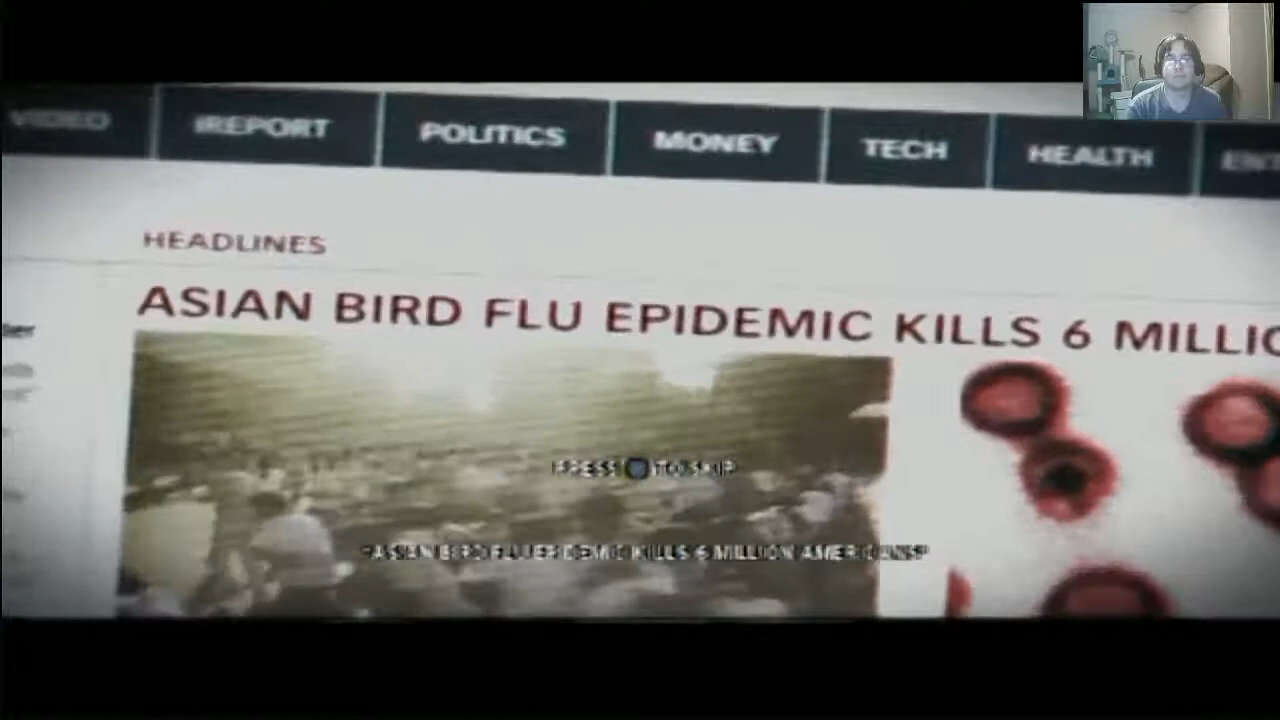 VIDEO iREPORT POLITICS MONEY TECH HEALTH ENT
HEADLINES
ASIAN BIRD FLU EPIDEMIC KILLS 6 MILLIO
PRESS TO SKIP
"ASIAN BIRD FLU EPIDEMIC KILLS 6 MILLION AMERICANS"